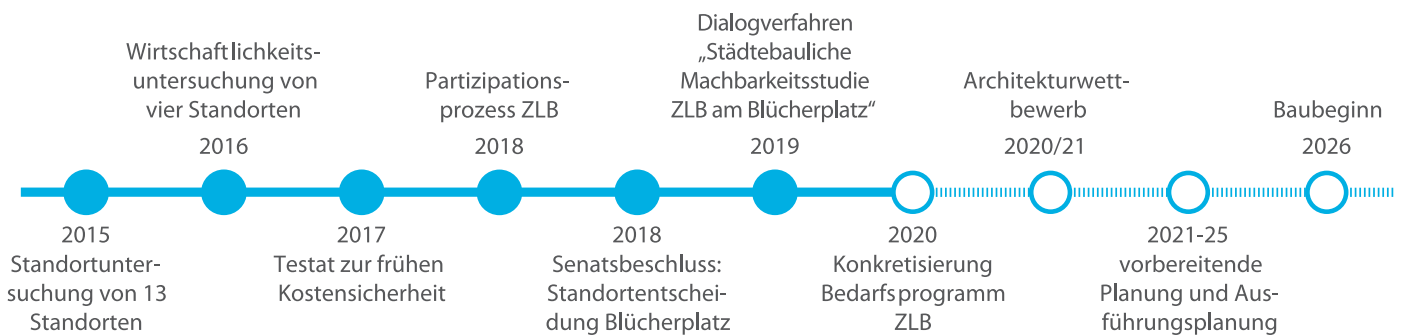 2015
Standortunter-
suchung von 13
Standorten
Wirtschaftlichkeits-
untersuchung von
vier Standorten
2016
2017
Testat zur frühen
Kostensicherheit
Partizipations-
prozess ZLB
2018
2018
Senatsbeschluss:
Standortentschei-
dung Blücherplatz
Dialogverfahren
„Städtebauliche
Machbarkeitsstudie
ZLB am Blücherplatz“
2019
2020
Konkretisierung
Bedarfsprogramm
ZLB
Architekturwett-
bewerb
2020/21
2021-25
vorbereitende
Planung und Aus-
führungsplanung
Baubeginn
2026